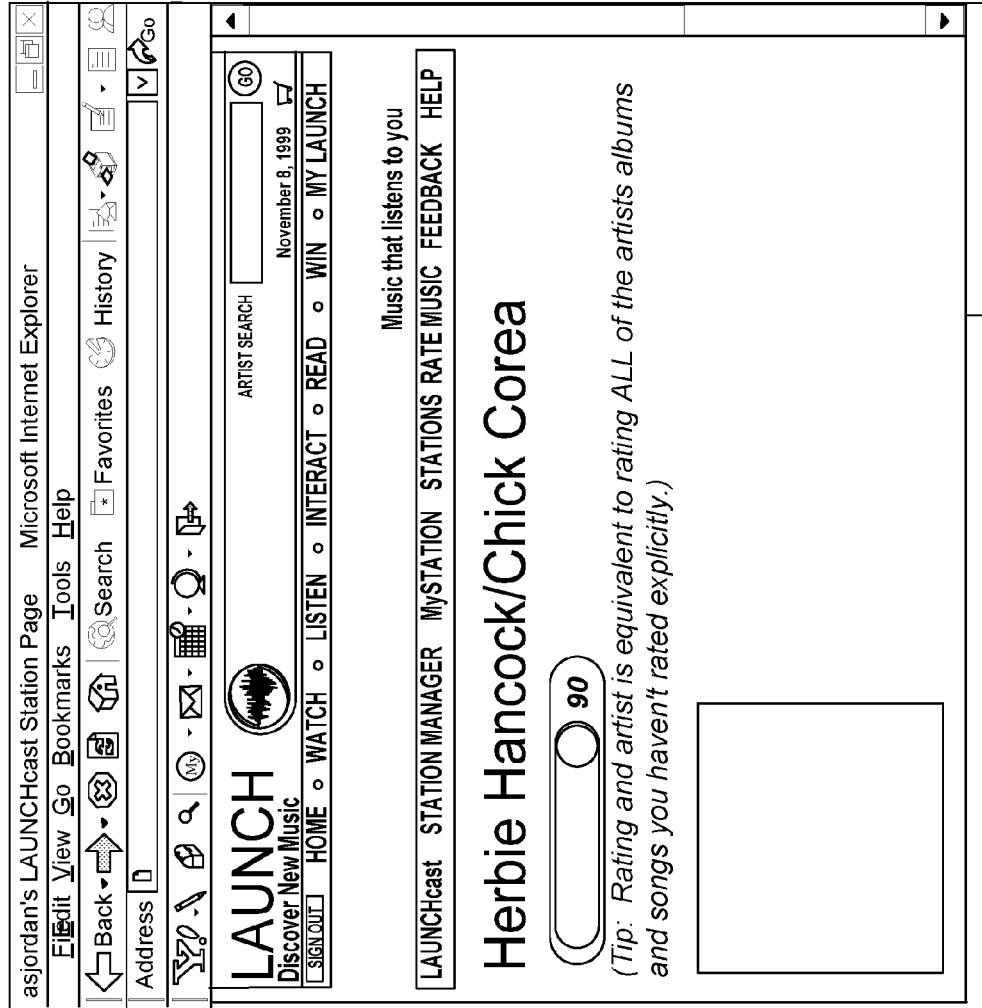 asjordan's LAUNCHcast Station Page Microsoft Internet Explorer
File Edit View Go Bookmarks Tools Help
Back Search Favorites History
Address Go
Y! My
LAUNCH ARTIST SEARCH GO
Discover New Music November 8, 1999
SIGN OUT HOME o WATCH o LISTEN o INTERACT o READ o WIN o MY LAUNCH
Music that listens to you
LAUNCHcast STATION MANAGER MySTATION STATIONS RATE MUSIC FEEDBACK HELP
Herbie Hancock/Chick Corea
90
(Tip: Rating and artist is equivalent to rating ALL of the artists albums
and songs you haven't rated explicitly.)